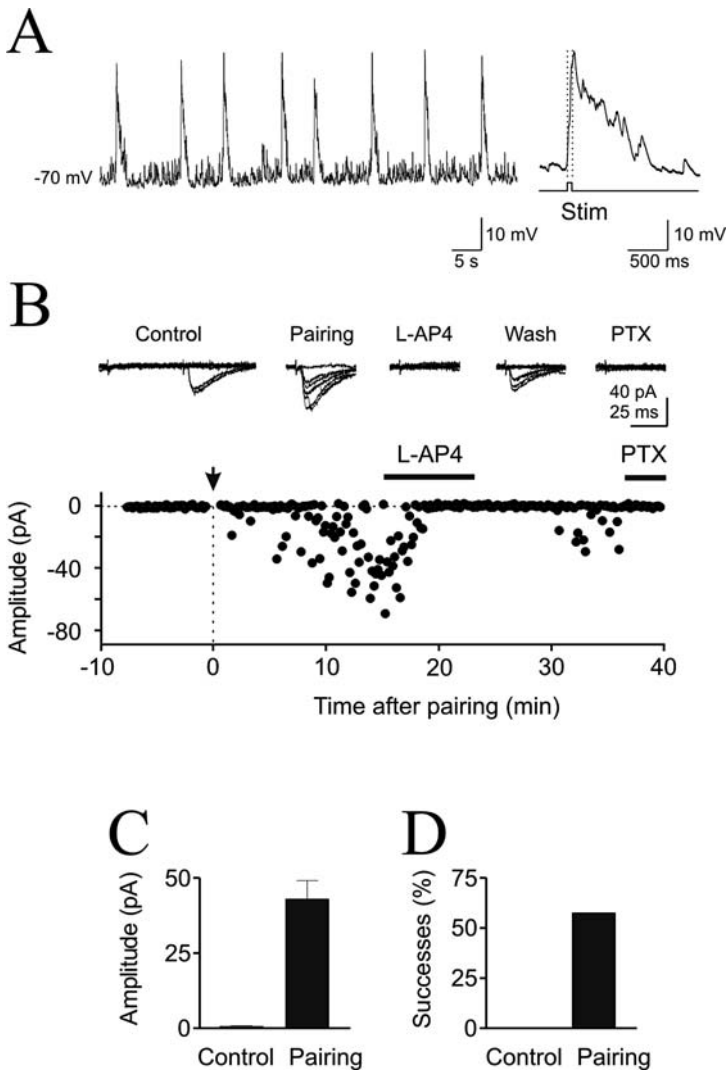 A
-70 mV
Stim
10 mV
5 s
10 mV
500 ms
B
Control Pairing L-AP4 Wash PTX
40 pA
25 ms
L-AP4 PTX
Amplitude (pA)
0
-40
-80
-10 0 10 20 30 40
Time after pairing (min)
C
Amplitude (pA)
50
25
0
Control Pairing
D
Successes (%)
75
50
25
0
Control Pairing